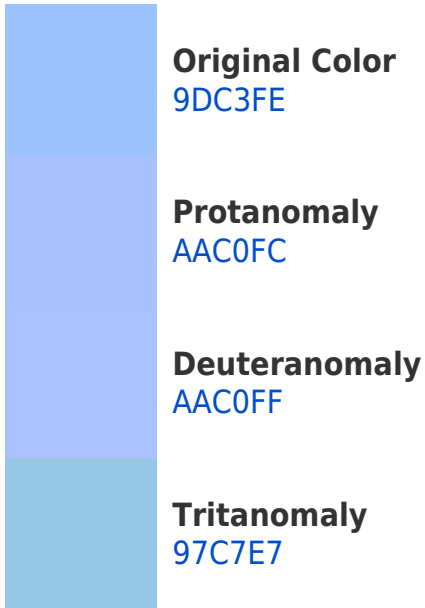 Original Color
9DC3FE
Protanomaly
AAC0FC
Deuteranomaly
AAC0FF
Tritanomaly
97C7E7